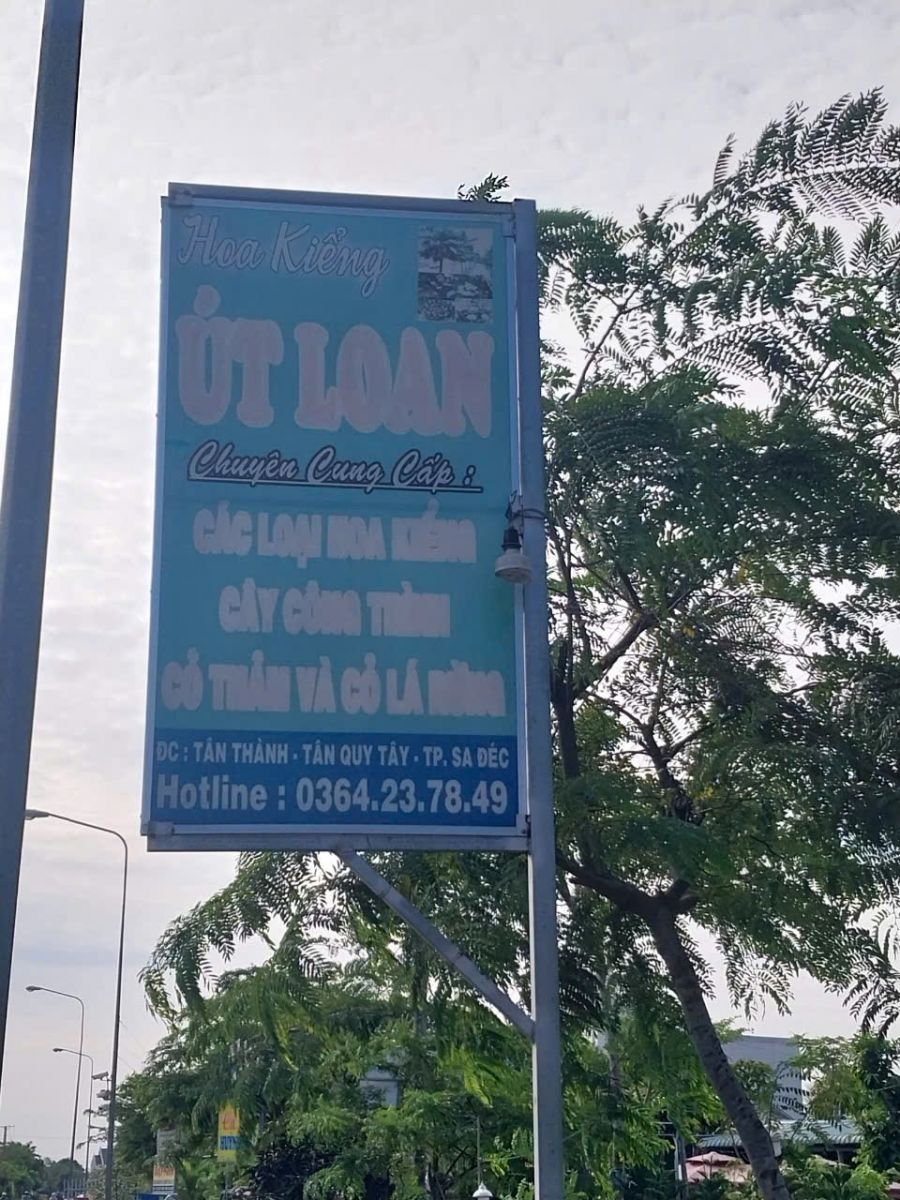 Hoa Kiểng
ÚT LOAN
Chuyên Cung Cấp :
CÁC LOẠI HOA KIỂNG
CÂY CÔNG TRÌNH
CỎ THẢM VÀ CỎ LÁ NHUNG
ĐC : TÂN THÀNH - TÂN QUY TÂY - TP. SA ĐÉC
Hotline : 0364.23.78.49